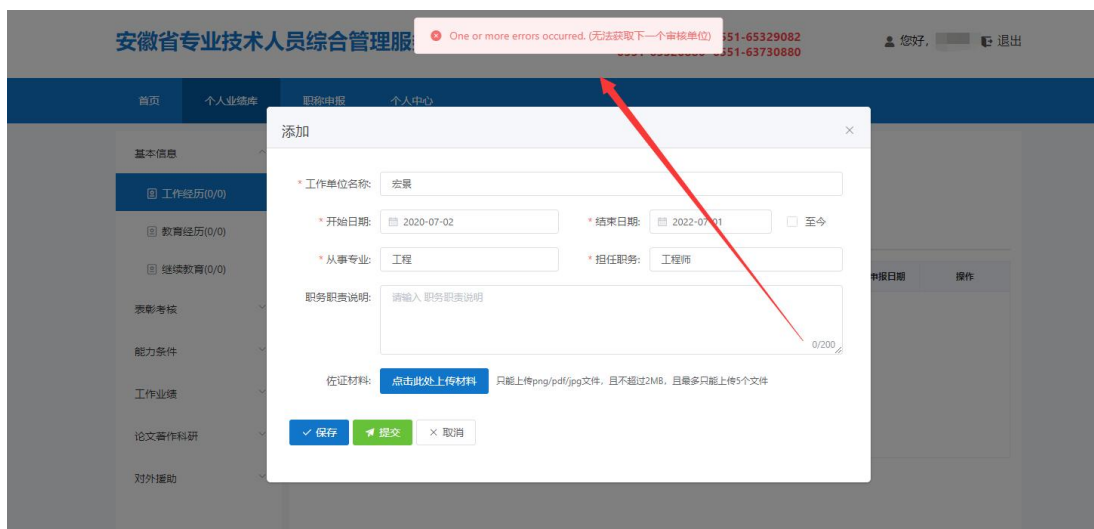 安徽省专业技术人员综合管理服
One or more errors occurred. (无法获取下一个审核单位)
551-65329082
551-63730880
您好,
退出
首页 个人业绩库 职称申报 个人中心
基本信息
工作经历(0/0)
教育经历(0/0)
继续教育(0/0)
表彰考核
能力条件
工作业绩
论文著作科研
对外援助
添加
* 工作单位名称: 宏景
* 开始日期: 2020-07-02 * 结束日期: 2022-07-01 至今
* 从事专业: 工程 * 担任职务: 工程师
职务职责说明: 请输入 职务职责说明
0/200
佐证材料: 点击此处上传材料 只能上传png/pdf/jpg文件，且不超过2MB，且最多只能上传5个文件
保存 提交 取消
申报日期 操作